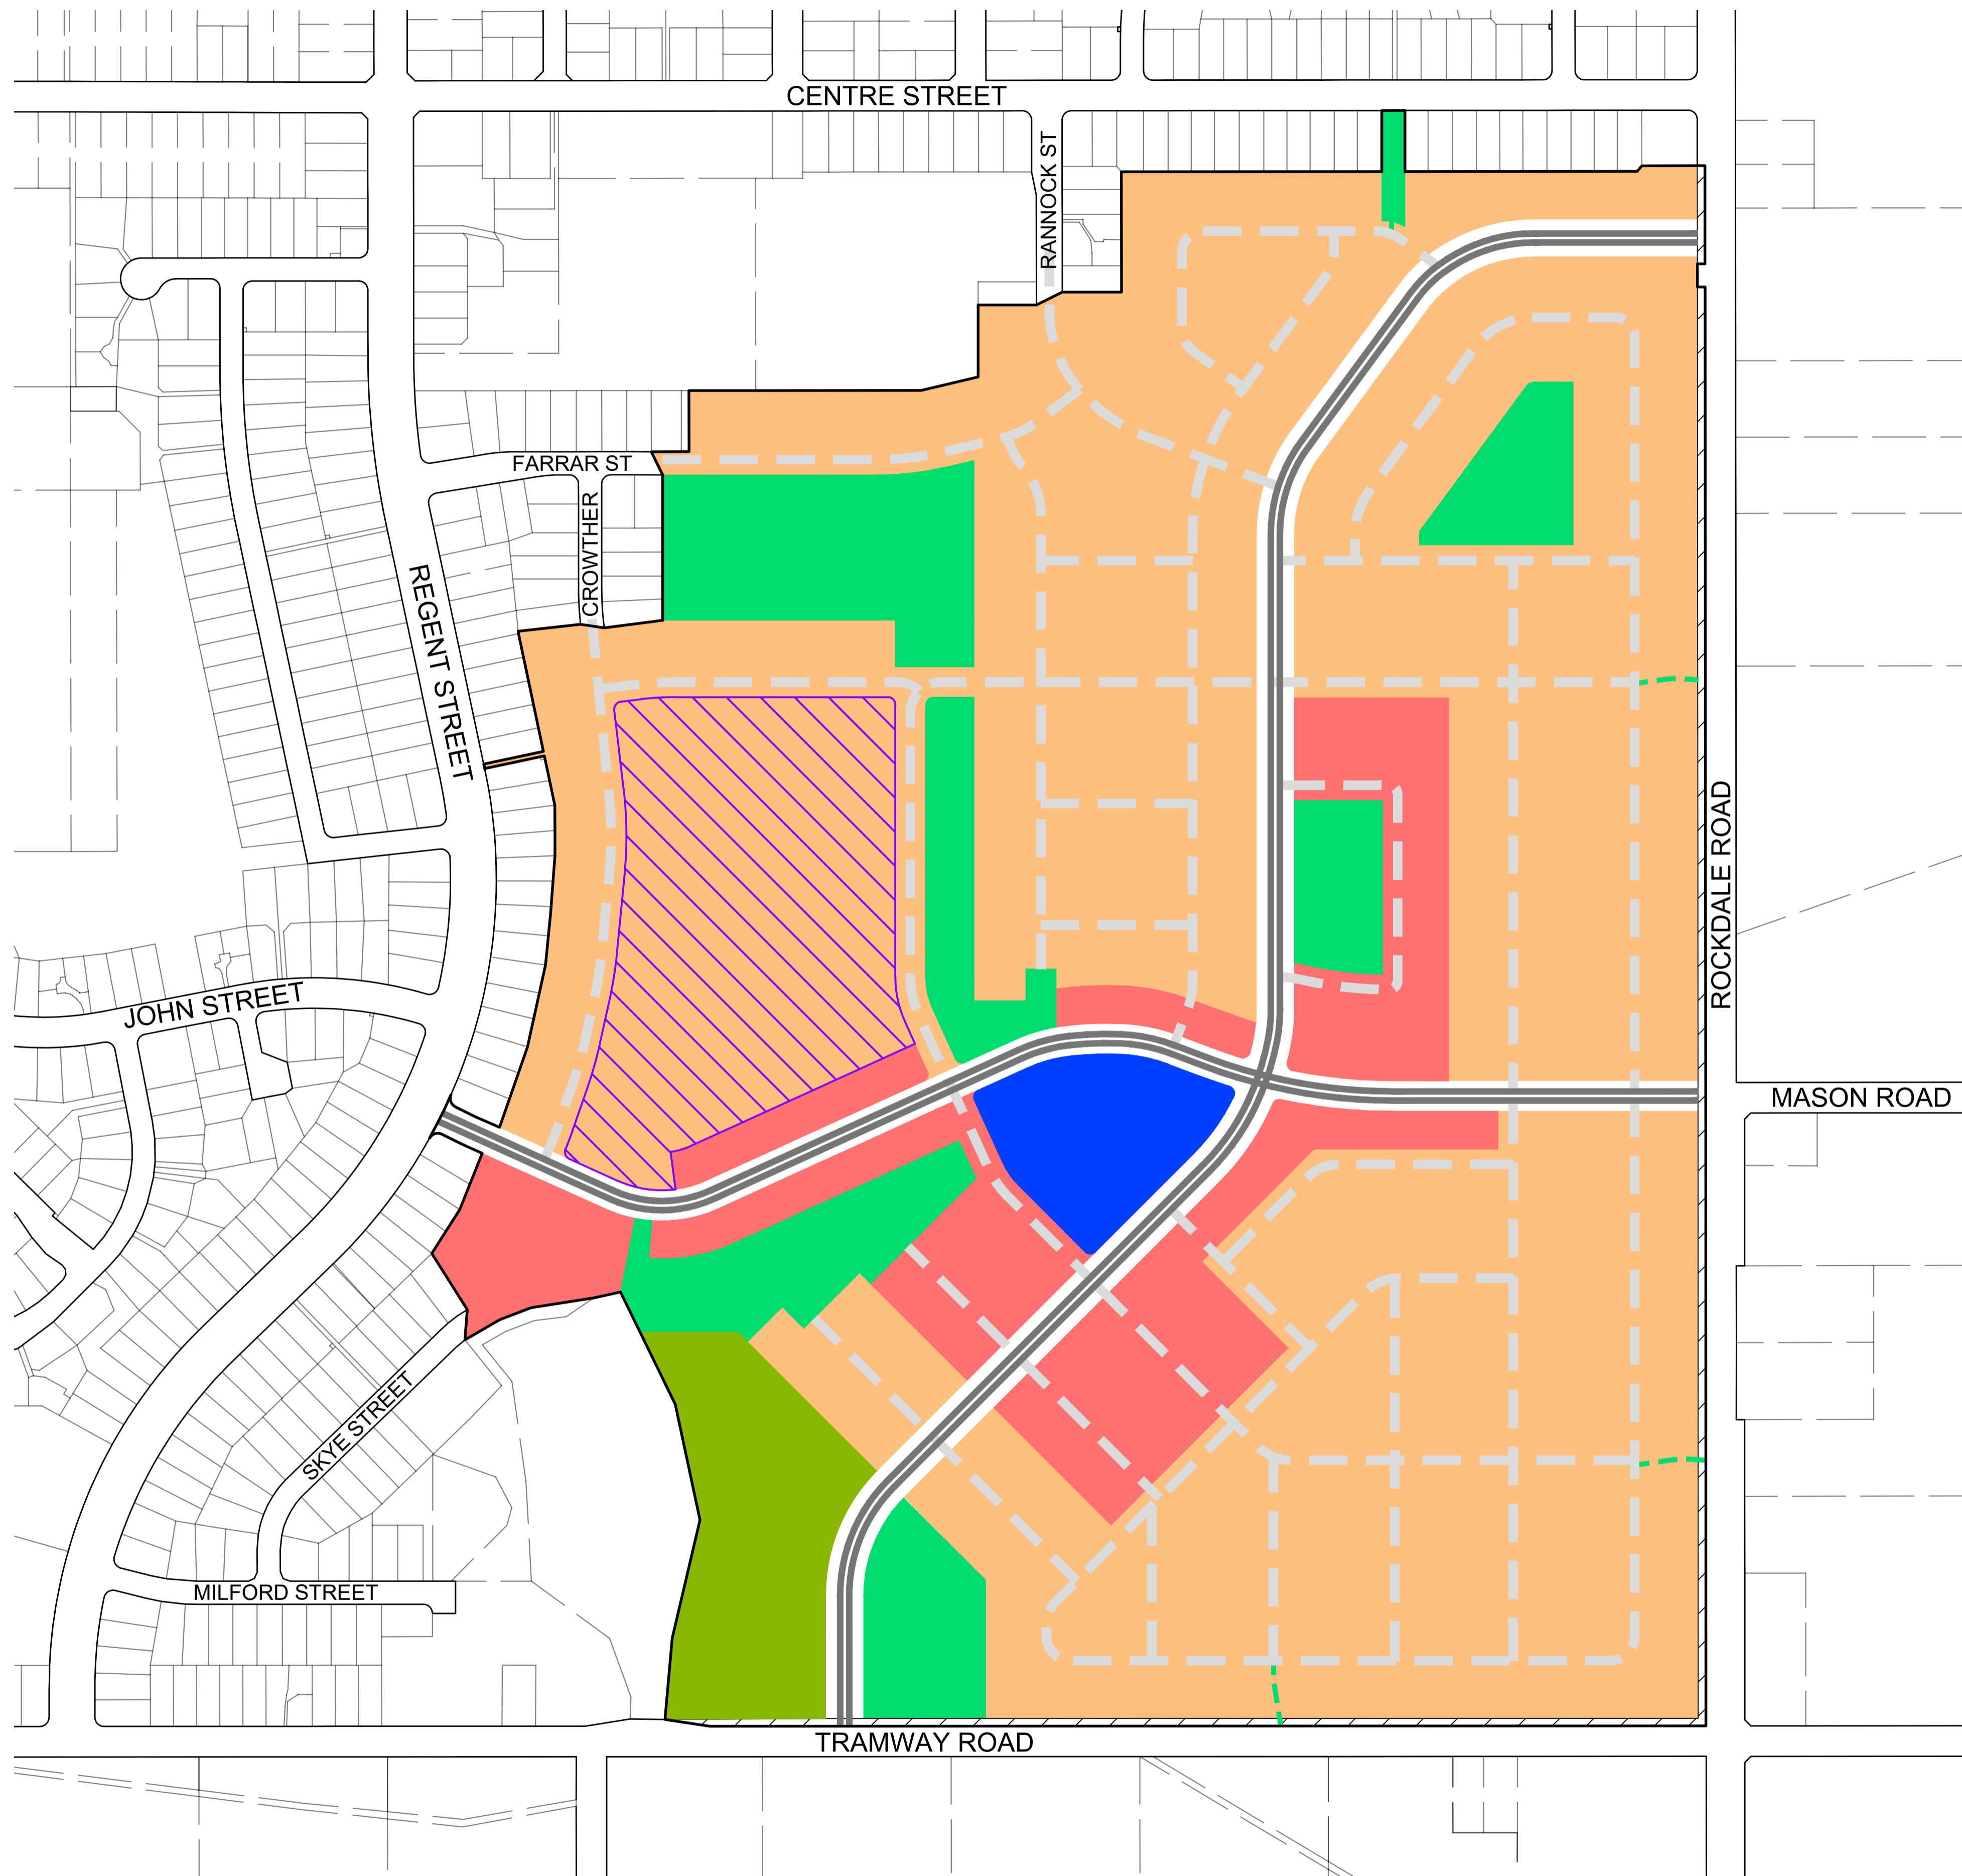 CENTRE STREET
RANNOCK ST
FARRAR ST
CROWTHER
REGENT STREET
ROCKDALE ROAD
JOHN STREET
MASON ROAD
SKYE STREET
MILFORD STREET
TRAMWAY ROAD